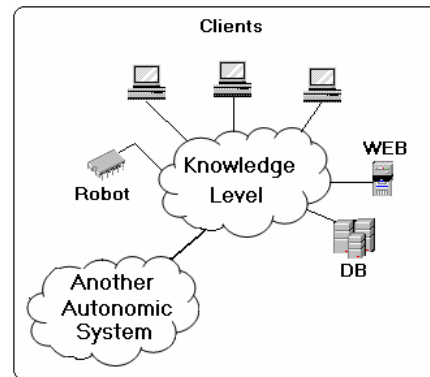 Clients
WEB
Knowledge
Level
Robot
DB
Another
Autonomic
System